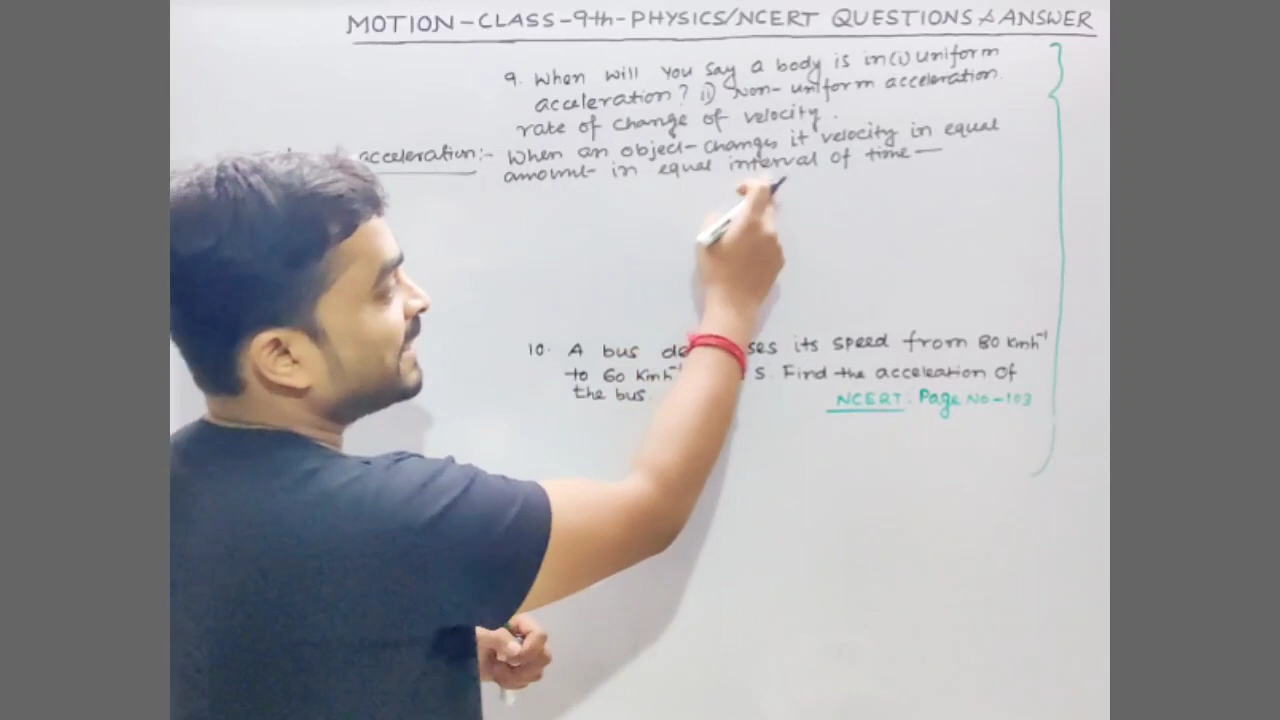 MOTION-CLASS-9th-PHYSICS/NCERT QUESTIONS & ANSWER
9. When will you say a body is in (i) uniform
acceleration? ii) Non-uniform acceleration.
rate of change of velocity.
acceleration:- When an object changes it velocity in equal
amount in equal interval of time-
10. A bus ses its speed from 80 Kmh⁻¹
to 60 Kmh⁻¹ s. Find the acceleation of
the bus.
NCERT: Page No-103